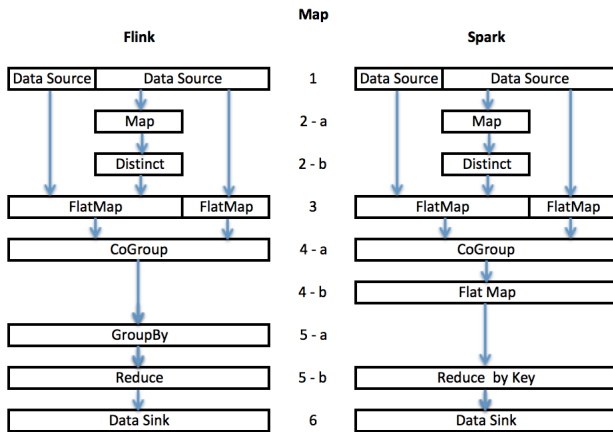 Map
Flink Spark
Data Source Data Source 1 Data Source Data Source
Map 2 - a Map
Distinct 2 - b Distinct
FlatMap FlatMap 3 FlatMap FlatMap
CoGroup 4 - a CoGroup
4 - b Flat Map
GroupBy 5 - a
Reduce 5 - b Reduce by Key
Data Sink 6 Data Sink